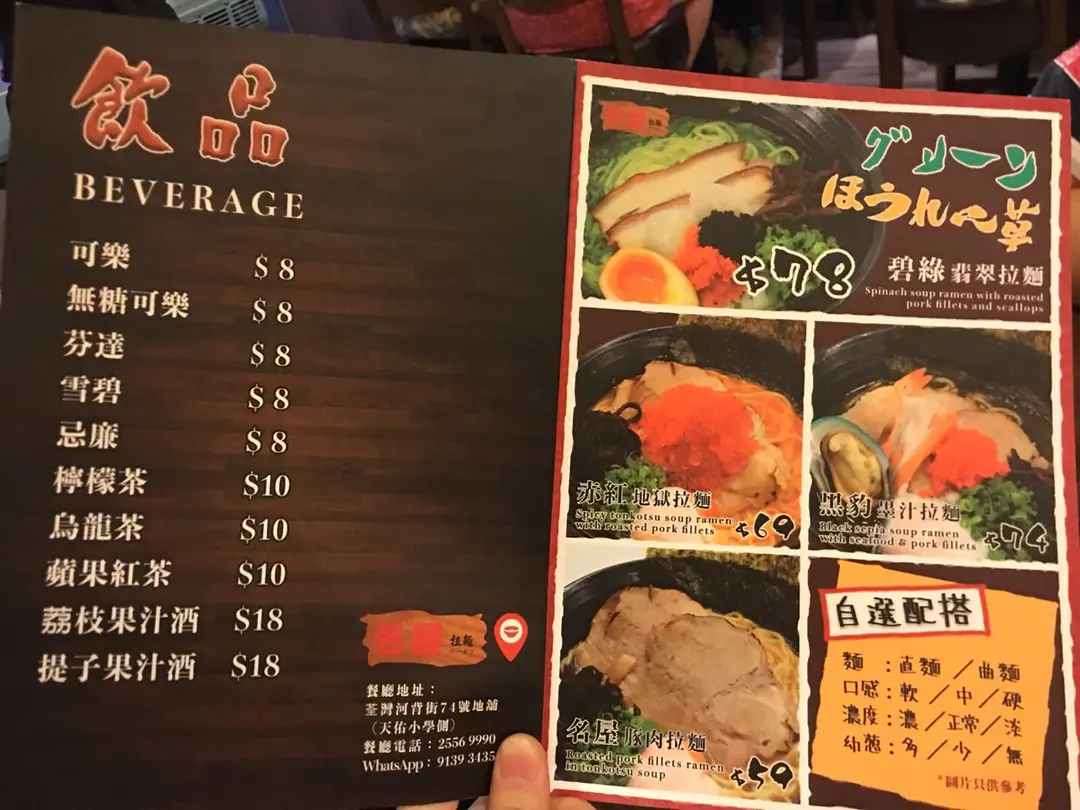 飲品
BEVERAGE
可樂 $8
無糖可樂 $8
芬達 $8
雪碧 $8
忌廉 $8
檸檬茶 $10
烏龍茶 $10
蘋果紅茶 $10
荔枝果汁酒 $18
提子果汁酒 $18
名屋 拉麵
餐廳地址：
荃灣河背街74號地舖
（天佑小學側）
餐廳電話：2556 9990
WhatsApp：9139 3435
グリーン
ほうれん草
$78
碧綠 翡翠拉麵
Spinach soup ramen with roasted
pork fillets and scallops
赤紅 地獄拉麵
Spicy tonkotsu soup ramen
with roasted pork fillets
$69
黑豹 墨汁拉麵
Black sepia soup ramen
with seafood & pork fillets
$74
名屋 豚肉拉麵
Roasted pork fillets ramen
in tonkotsu soup
$59
自選配搭
麵：直麵／曲麵
口感：軟／中／硬
濃度：濃／正常／淡
幼蔥：多／少／無
*圖片只供參考